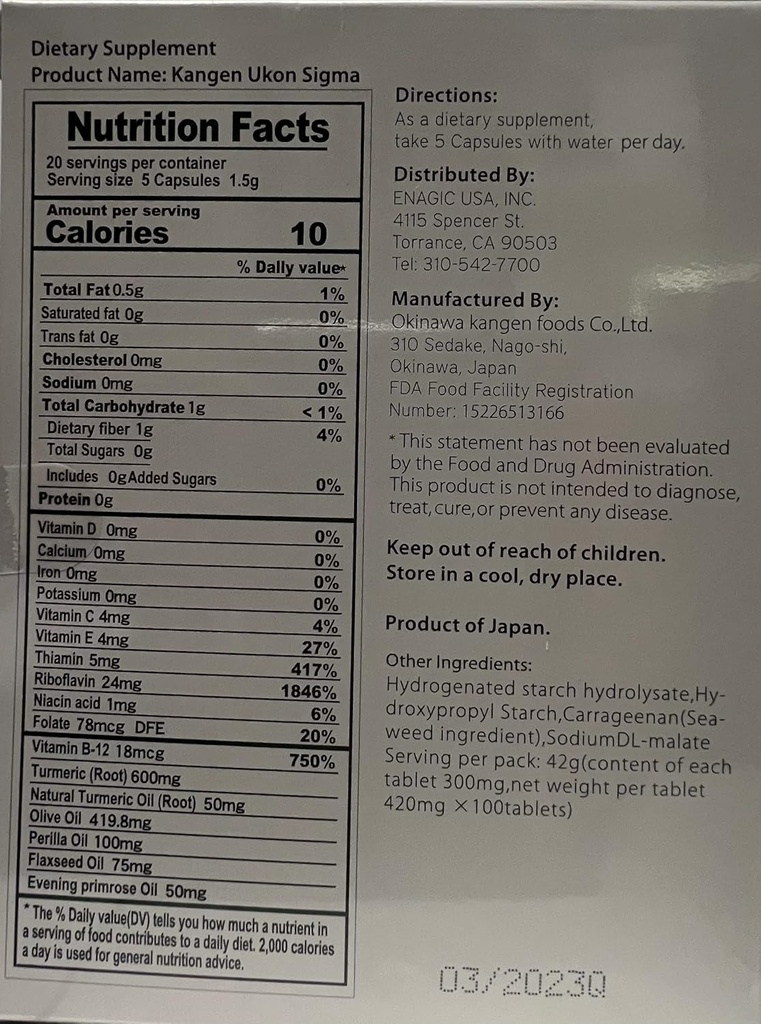 Dietary Supplement
Product Name: Kangen Ukon Sigma
Nutrition Facts
20 servings per container
Serving size 5 Capsules 1.5g
Amount per serving
Calories 10
% Daily value*
Total Fat 0.5g 1%
Saturated fat 0g 0%
Trans fat 0g 0%
Cholesterol 0mg 0%
Sodium 0mg 0%
Total Carbohydrate 1g < 1%
Dietary fiber 1g 4%
Total Sugars 0g
Includes 0g Added Sugars 0%
Protein 0g
Vitamin D 0mg 0%
Calcium 0mg 0%
Iron 0mg 0%
Potassium 0mg 0%
Vitamin C 4mg 4%
Vitamin E 4mg 27%
Thiamin 5mg 417%
Riboflavin 24mg 1846%
Niacin acid 1mg 6%
Folate 78mcg DFE 20%
Vitamin B-12 18mcg 750%
Turmeric (Root) 600mg
Natural Turmeric Oil (Root) 50mg
Olive Oil 419.8mg
Perilla Oil 100mg
Flaxseed Oil 75mg
Evening primrose Oil 50mg
* The % Daily value(DV) tells you how much a nutrient in
a serving of food contributes to a daily diet. 2,000 calories
a day is used for general nutrition advice.
Directions:
As a dietary supplement,
take 5 Capsules with water per day.
Distributed By:
ENAGIC USA, INC.
4115 Spencer St.
Torrance, CA 90503
Tel: 310-542-7700
Manufactured By:
Okinawa kangen foods Co.,Ltd.
310 Sedake, Nago-shi,
Okinawa, Japan
FDA Food Facility Registration
Number: 15226513166
* This statement has not been evaluated
by the Food and Drug Administration.
This product is not intended to diagnose,
treat, cure, or prevent any disease.
Keep out of reach of children.
Store in a cool, dry place.
Product of Japan.
Other Ingredients:
Hydrogenated starch hydrolysate,Hy-
droxypropyl Starch,Carrageenan(Sea-
weed ingredient),SodiumDL-malate
Serving per pack: 42g(content of each
tablet 300mg,net weight per tablet
420mg ×100tablets)
03/2023Q